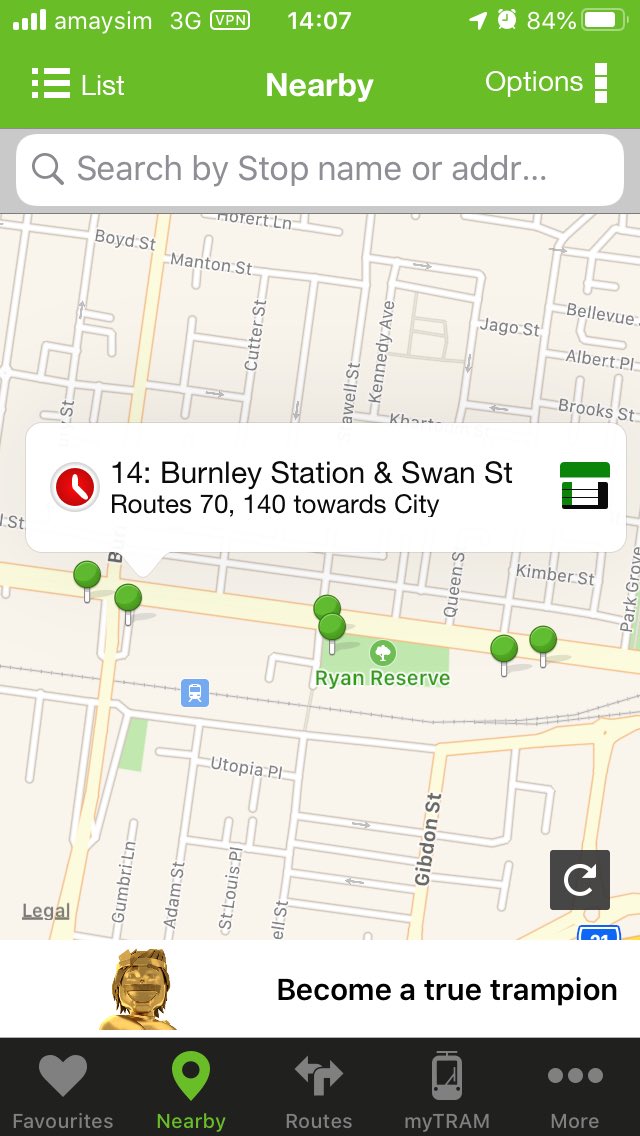 amaysim 3G VPN 14:07 84%
List Nearby Options
Search by Stop name or addr...
Hofert Ln
Boyd St
Manton St
Cutter St
Kennedy Ave
Jago St
Bellevue
Albert Pl
Brooks St
14: Burnley Station & Swan St
Routes 70, 140 towards City
Queen S
Kimber St
Park Grove
Ryan Reserve
Utopia Pl
Gibdon St
Gumbri Ln
Adam St
St Louis Pl
ell St
Legal
Become a true trampion
Favourites Nearby Routes myTRAM More